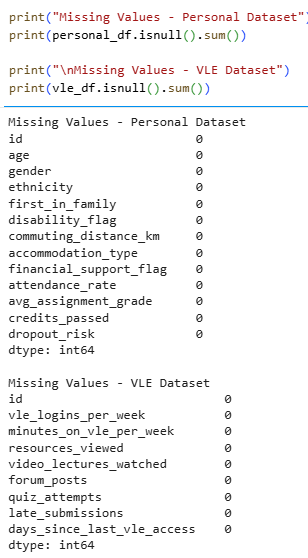 print("Missing Values - Personal Dataset")
print(personal_df.isnull().sum())
print("\nMissing Values - VLE Dataset")
print(vle_df.isnull().sum())
Missing Values - Personal Dataset
id 0
age 0
gender 0
ethnicity 0
first_in_family 0
disability_flag 0
commuting_distance_km 0
accommodation_type 0
financial_support_flag 0
attendance_rate 0
avg_assignment_grade 0
credits_passed 0
dropout_risk 0
dtype: int64
Missing Values - VLE Dataset
id 0
vle_logins_per_week 0
minutes_on_vle_per_week 0
resources_viewed 0
video_lectures_watched 0
forum_posts 0
quiz_attempts 0
late_submissions 0
days_since_last_vle_access 0
dtype: int64